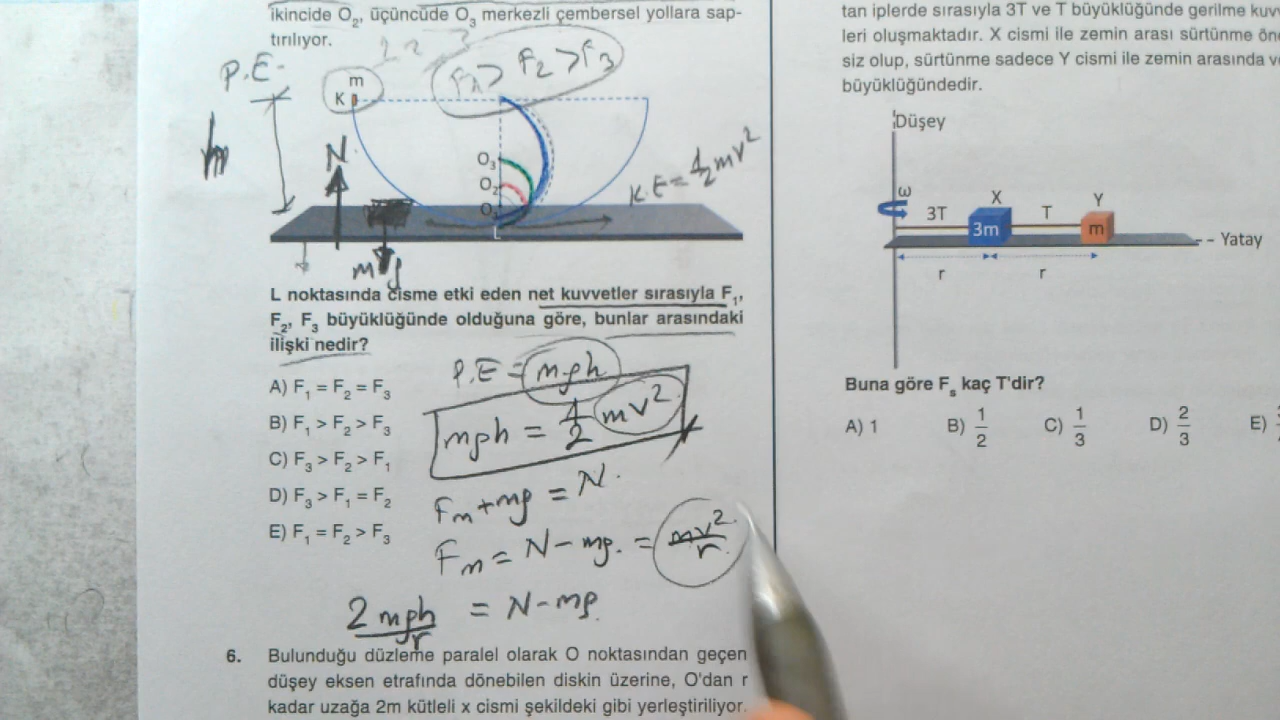 ikincide O₂, üçüncüde O₃ merkezli çembersel yollara sap-
tırılıyor.
P.E.
h
m
K
F₁ > F₂ > F₃
N
O₃
O₂
O₁
L
K.E = 1/2 mv²
mg
L noktasında cisme etki eden net kuvvetler sırasıyla F₁,
F₂, F₃ büyüklüğünde olduğuna göre, bunlar arasındaki
ilişki nedir?
A) F₁ = F₂ = F₃
B) F₁ > F₂ > F₃
C) F₃ > F₂ > F₁
D) F₃ > F₁ = F₂
E) F₁ = F₂ > F₃
P.E = mgh
mgh = 1/2 mv²
Fm + mg = N.
Fm = N - mg. = mv²/r
2mgh/r = N - mg.
6. Bulunduğu düzleme paralel olarak O noktasından geçen
düşey eksen etrafında dönebilen diskin üzerine, O'dan r
kadar uzağa 2m kütleli x cismi şekildeki gibi yerleştiriliyor.
tan iplerde sırasıyla 3T ve T büyüklüğünde gerilme kuvv
leri oluşmaktadır. X cismi ile zemin arası sürtünme öne
siz olup, sürtünme sadece Y cismi ile zemin arasında ve
büyüklüğündedir.
Düşey
ω
3T
X
3m
T
Y
m
Yatay
r
r
Buna göre Fₛ kaç T'dir?
A) 1
B) 1/2
C) 1/3
D) 2/3
E)